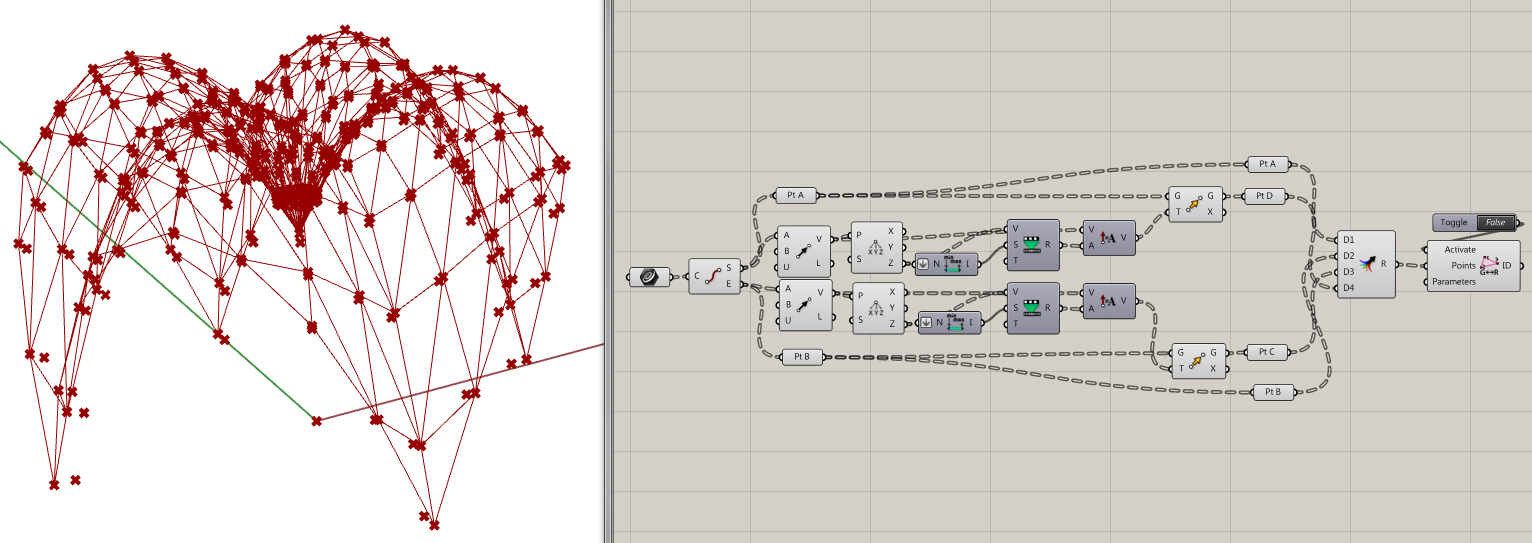 Pt A
Pt A
G G
T X
Pt D
Toggle False
A V
B L
U
P X
Y
S Z
XYZ
V
S R
T
V V
A
C S
E
min
max
N I
D1
D2 R
D3
D4
Activate
Points ID
Parameters
G↔R
A V
B L
U
P X
Y
S Z
XYZ
min
max
N I
V
S R
T
V V
A
Pt B
G G
T X
Pt C
Pt B